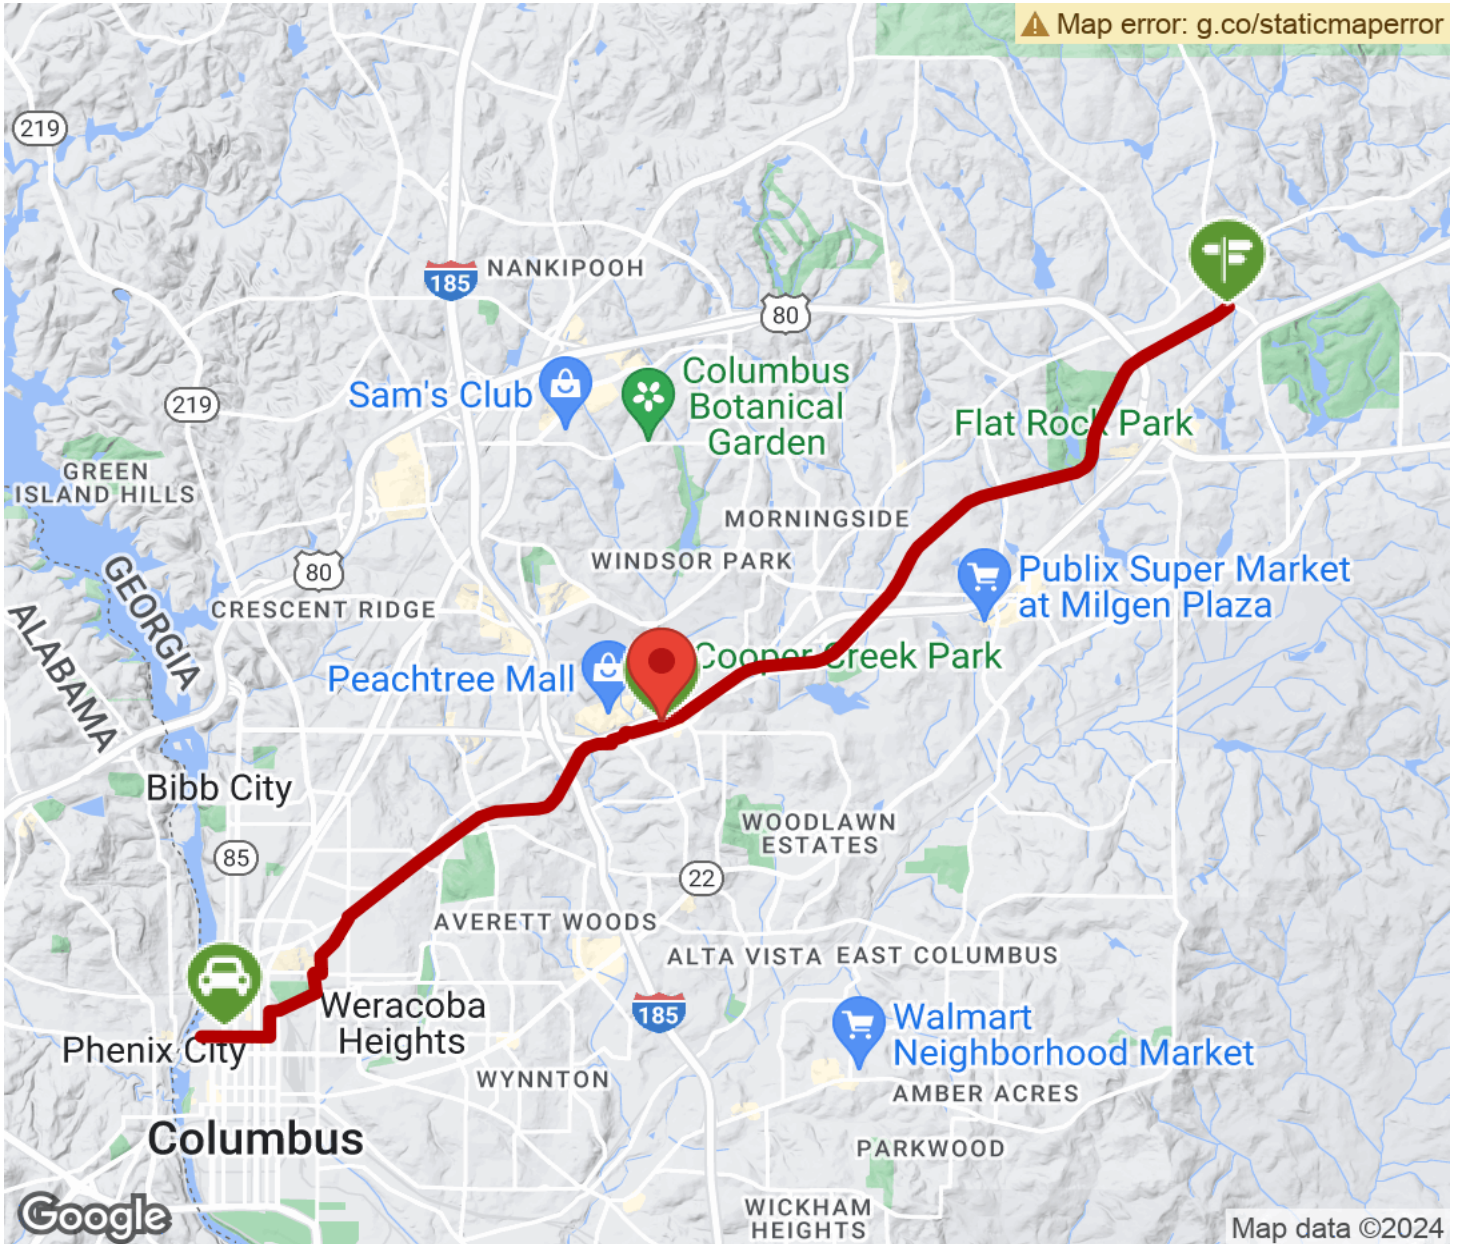 Map error: g.co/staticmaperror
219
185
NANKIPOOH
80
219
Sam's Club
Columbus
Botanical
Garden
Flat Rock Park
GREEN
ISLAND HILLS
MORNINGSIDE
WINDSOR PARK
80
CRESCENT RIDGE
Publix Super Market
at Milgen Plaza
GEORGIA
ALABAMA
Peachtree Mall
Cooper Creek Park
Bibb City
WOODLAWN
ESTATES
85
22
AVERETT WOODS
ALTA VISTA
EAST COLUMBUS
Weracoba
Heights
185
Walmart
Neighborhood Market
Phenix City
WYNNTON
AMBER ACRES
Columbus
PARKWOOD
WICKHAM
HEIGHTS
Google
Map data ©2024